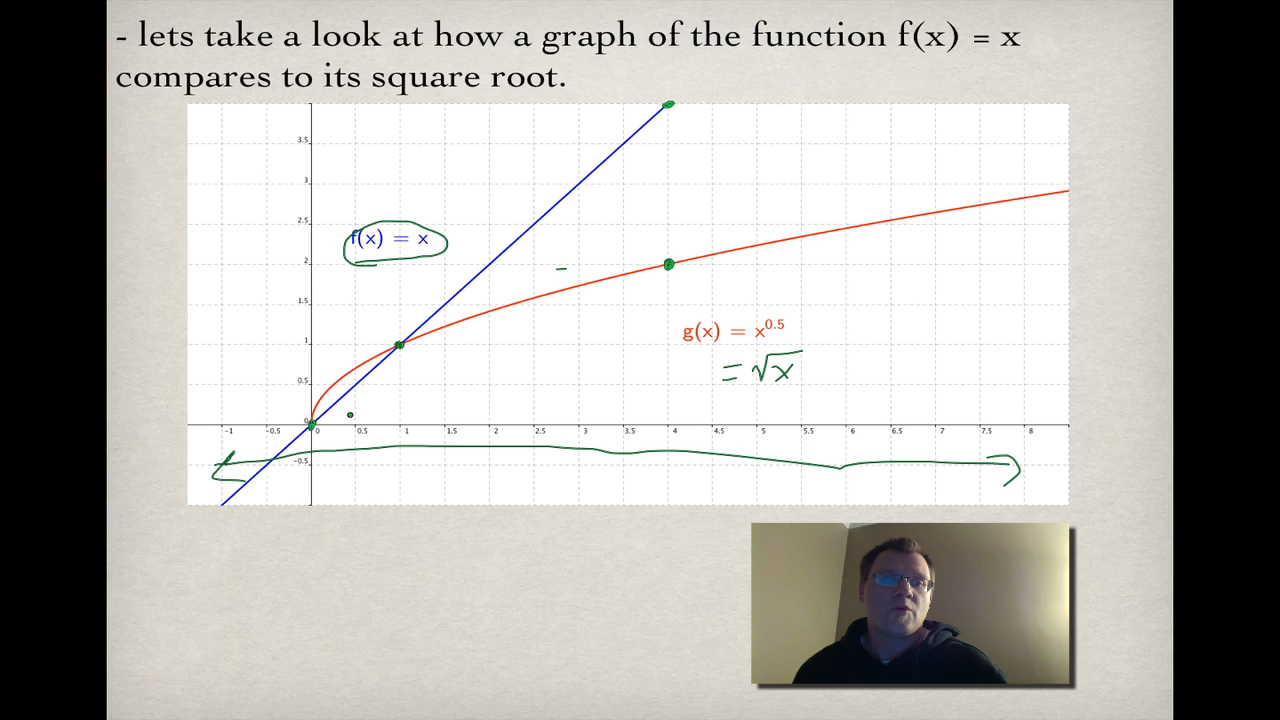 - lets take a look at how a graph of the function f(x) = x
compares to its square root.
3.5
3
2.5
f(x) = x
2
1.5
g(x) = x^0.5
1
= √x
0.5
0
-1 -0.5 0 0.5 1 1.5 2 2.5 3 3.5 4 4.5 5 5.5 6 6.5 7 7.5 8
-0.5